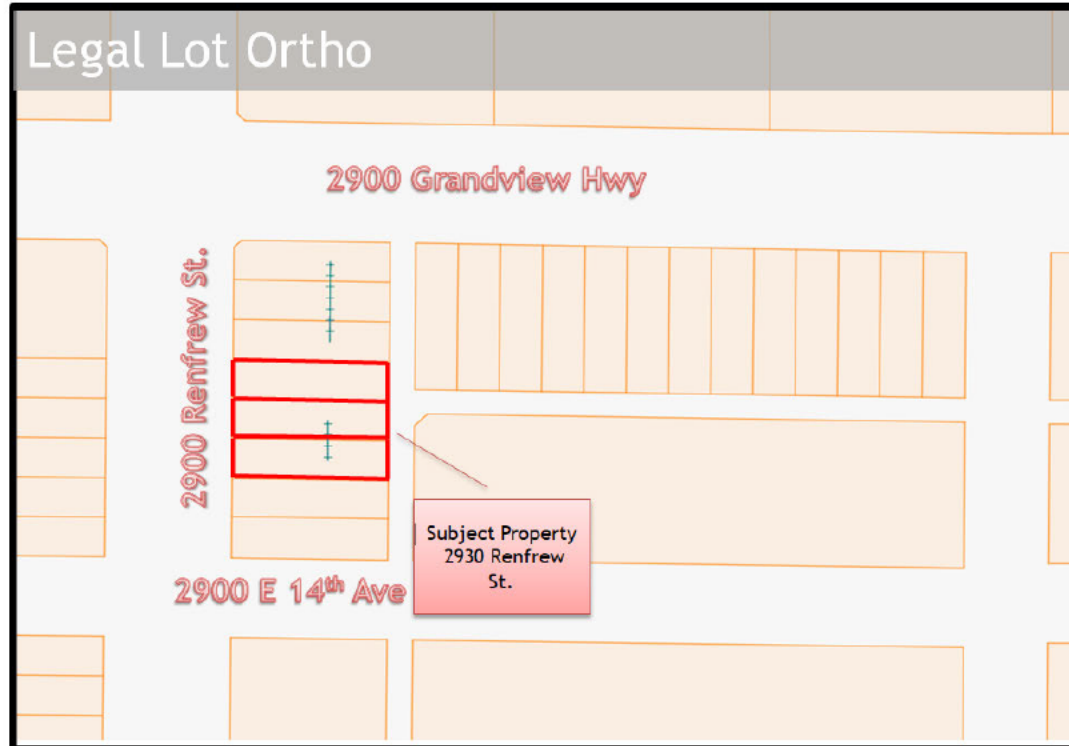 Legal Lot Ortho
2900 Grandview Hwy
2900 Renfrew St.
Subject Property
2930 Renfrew
St.
2900 E 14th Ave